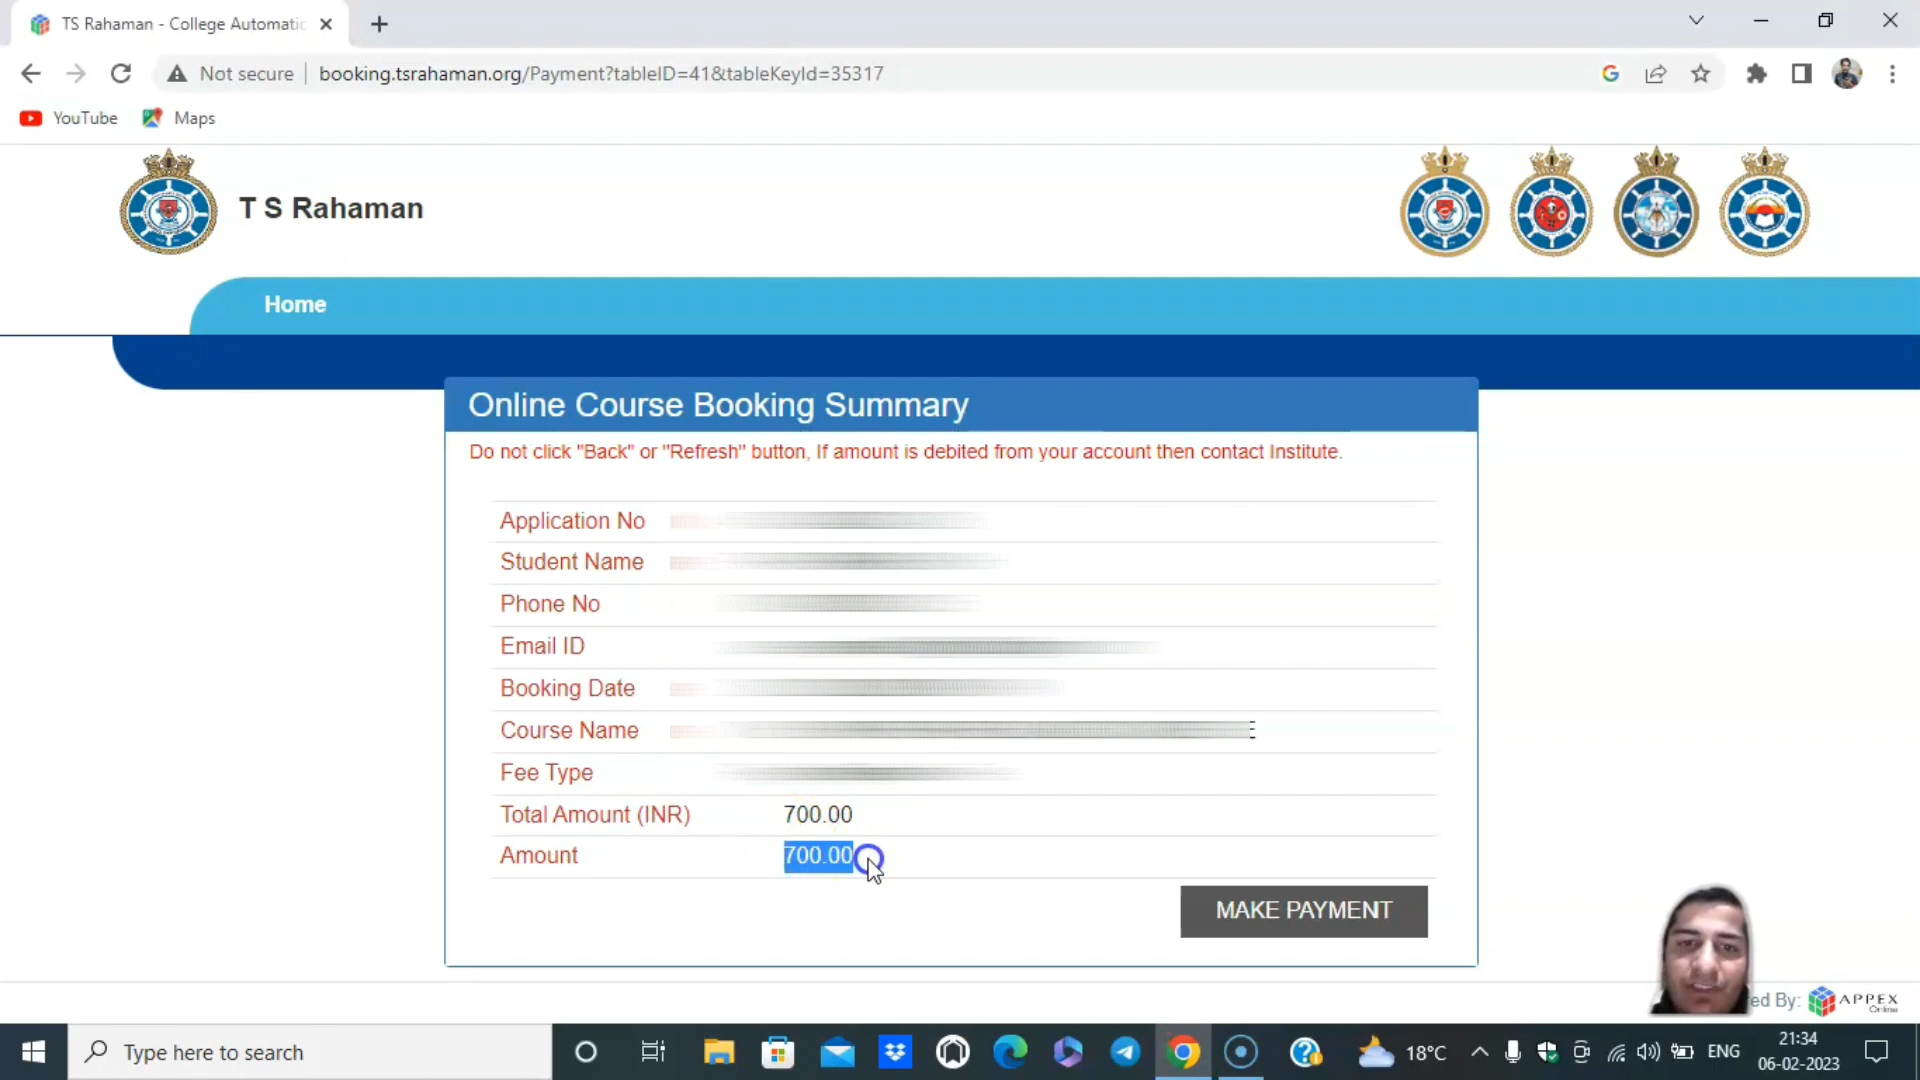 TS Rahaman - College Automatic
Not secure
booking.tsrahaman.org/Payment?tableID=41&tableKeyId=35317
YouTube
Maps
T S Rahaman
Home
Online Course Booking Summary
Do not click "Back" or "Refresh" button, If amount is debited from your account then contact Institute.
Application No
Student Name
Phone No
Email ID
Booking Date
Course Name
Fee Type
Total Amount (INR) 700.00
Amount 700.00
MAKE PAYMENT
ed By: APPEX
Online
Type here to search
18°C
ENG
21:34
06-02-2023